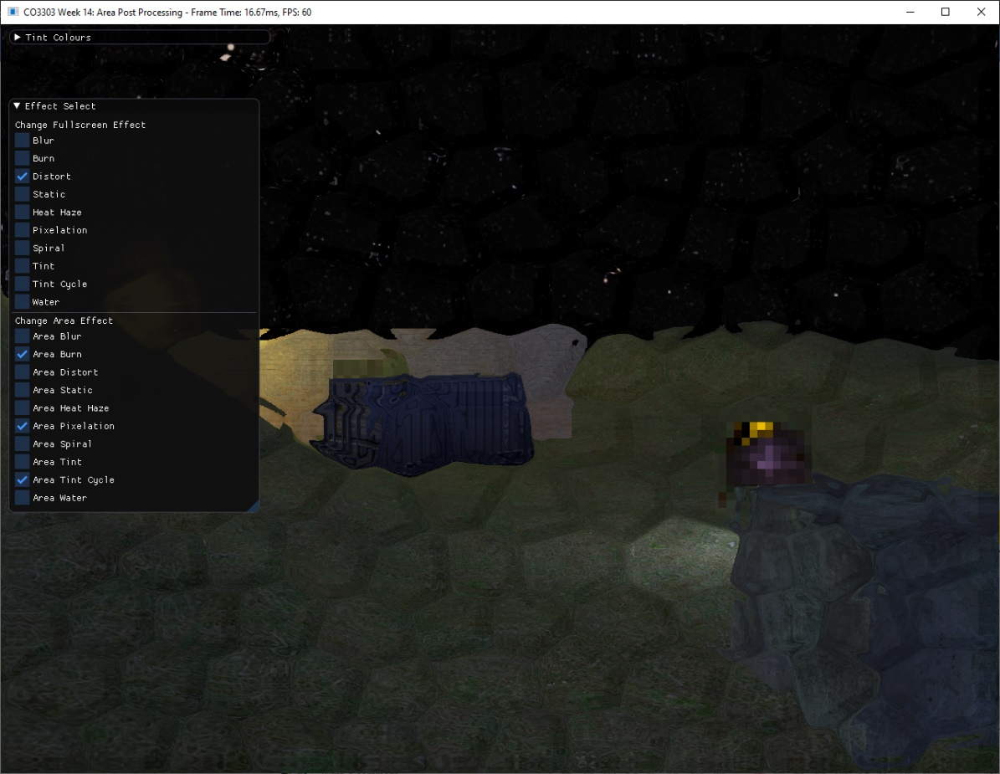 CO3303 Week 14: Area Post Processing - Frame Time: 16.67ms, FPS: 60
Tint Colours
Effect Select
Change Fullscreen Effect
Blur
Burn
Distort
Static
Heat Haze
Pixelation
Spiral
Tint
Tint Cycle
Water
Change Area Effect
Area Blur
Area Burn
Area Distort
Area Static
Area Heat Haze
Area Pixelation
Area Spiral
Area Tint
Area Tint Cycle
Area Water